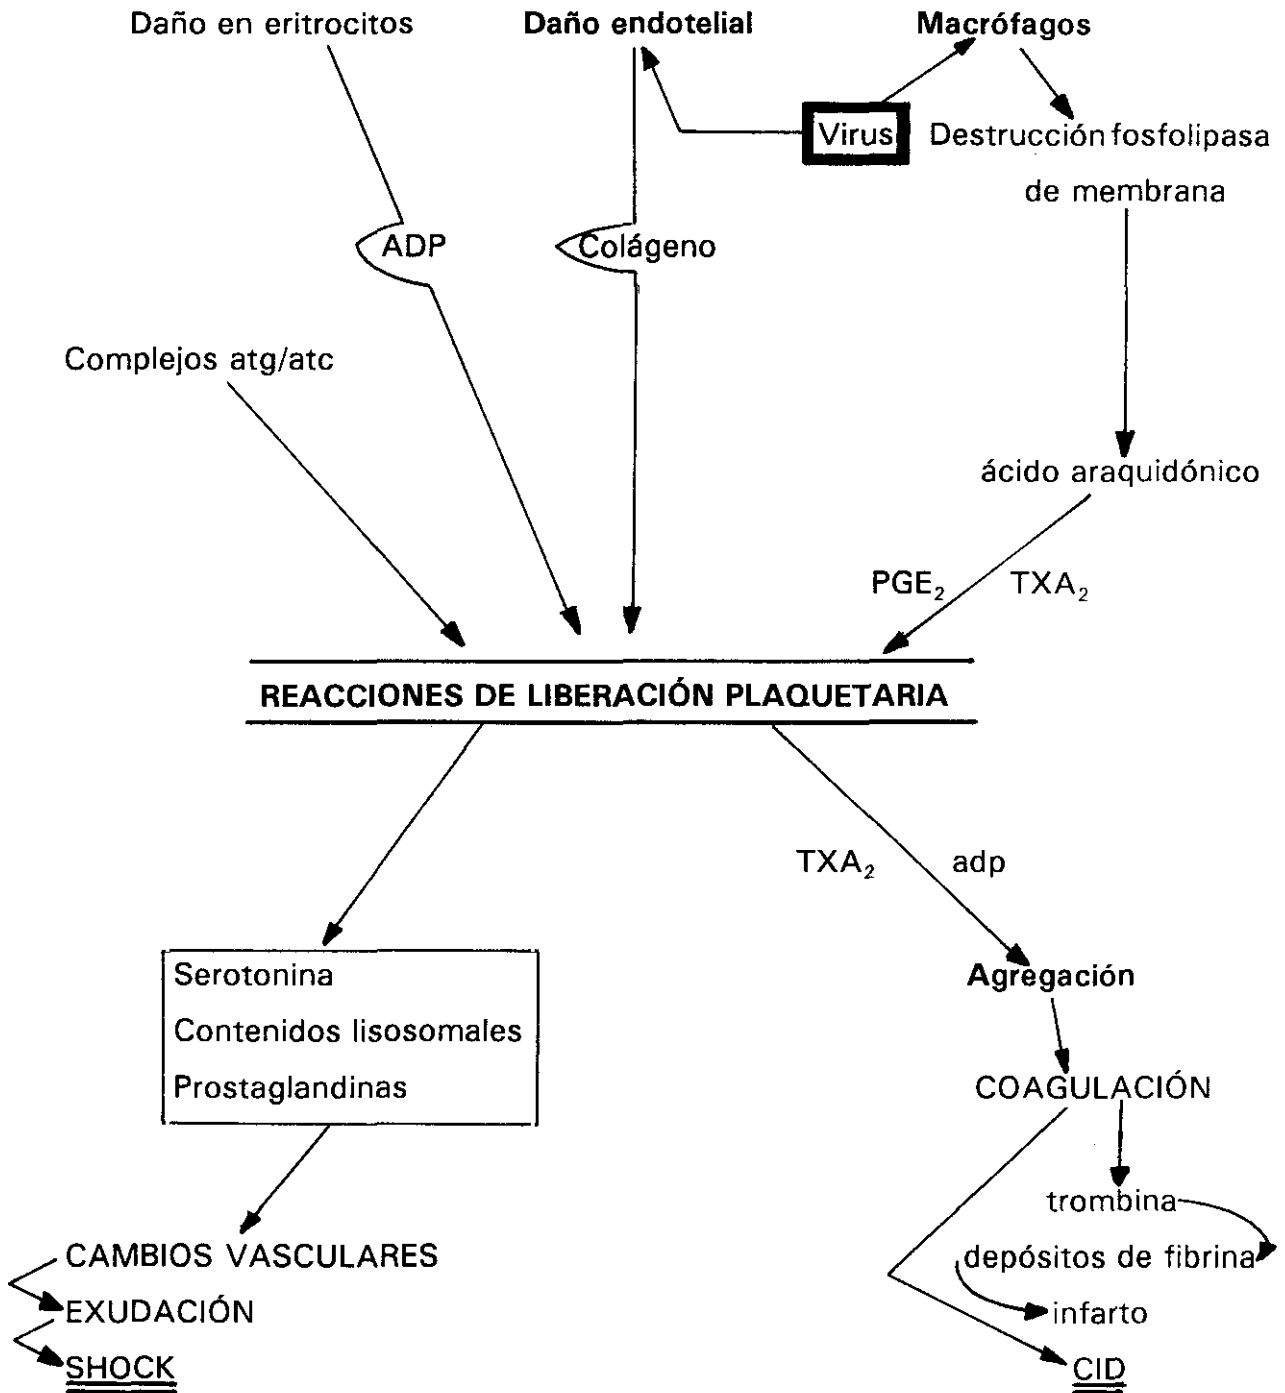 Daño en eritrocitos
Daño endotelial
Macrófagos
Virus
Destrucción fosfolipasa
de membrana
ADP
Colágeno
Complejos atg/atc
ácido araquidónico
PGE₂
TXA₂
REACCIONES DE LIBERACIÓN PLAQUETARIA
TXA₂
adp
Serotonina
Contenidos lisosomales
Prostaglandinas
Agregación
COAGULACIÓN
trombina
CAMBIOS VASCULARES
depósitos de fibrina
EXUDACIÓN
infarto
SHOCK
CID